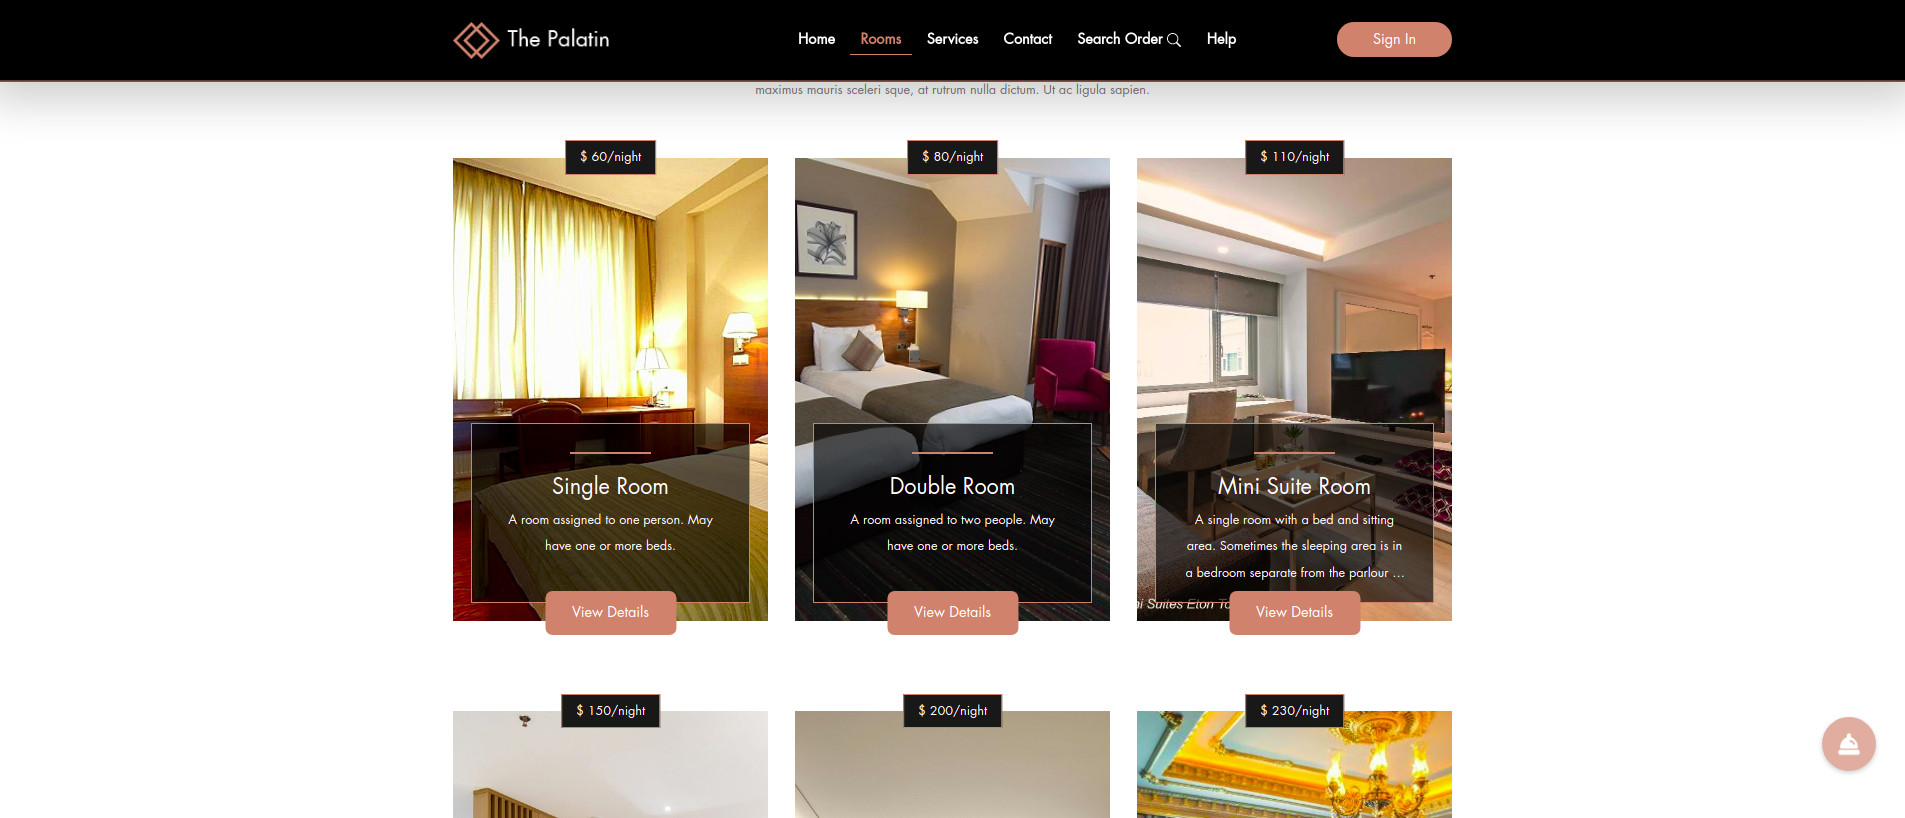 The Palatin
Home Rooms Services Contact Search Order Help
Sign In
maximus mauris sceleri sque, at rutrum nulla dictum. Ut ac ligula sapien.
$ 60/night
$ 80/night
$ 110/night
Single Room
A room assigned to one person. May
have one or more beds.
View Details
Double Room
A room assigned to two people. May
have one or more beds.
View Details
Mini Suite Room
A single room with a bed and sitting
area. Sometimes the sleeping area is in
a bedroom separate from the parlour ...
Suites Eton
View Details
$ 150/night
$ 200/night
$ 230/night